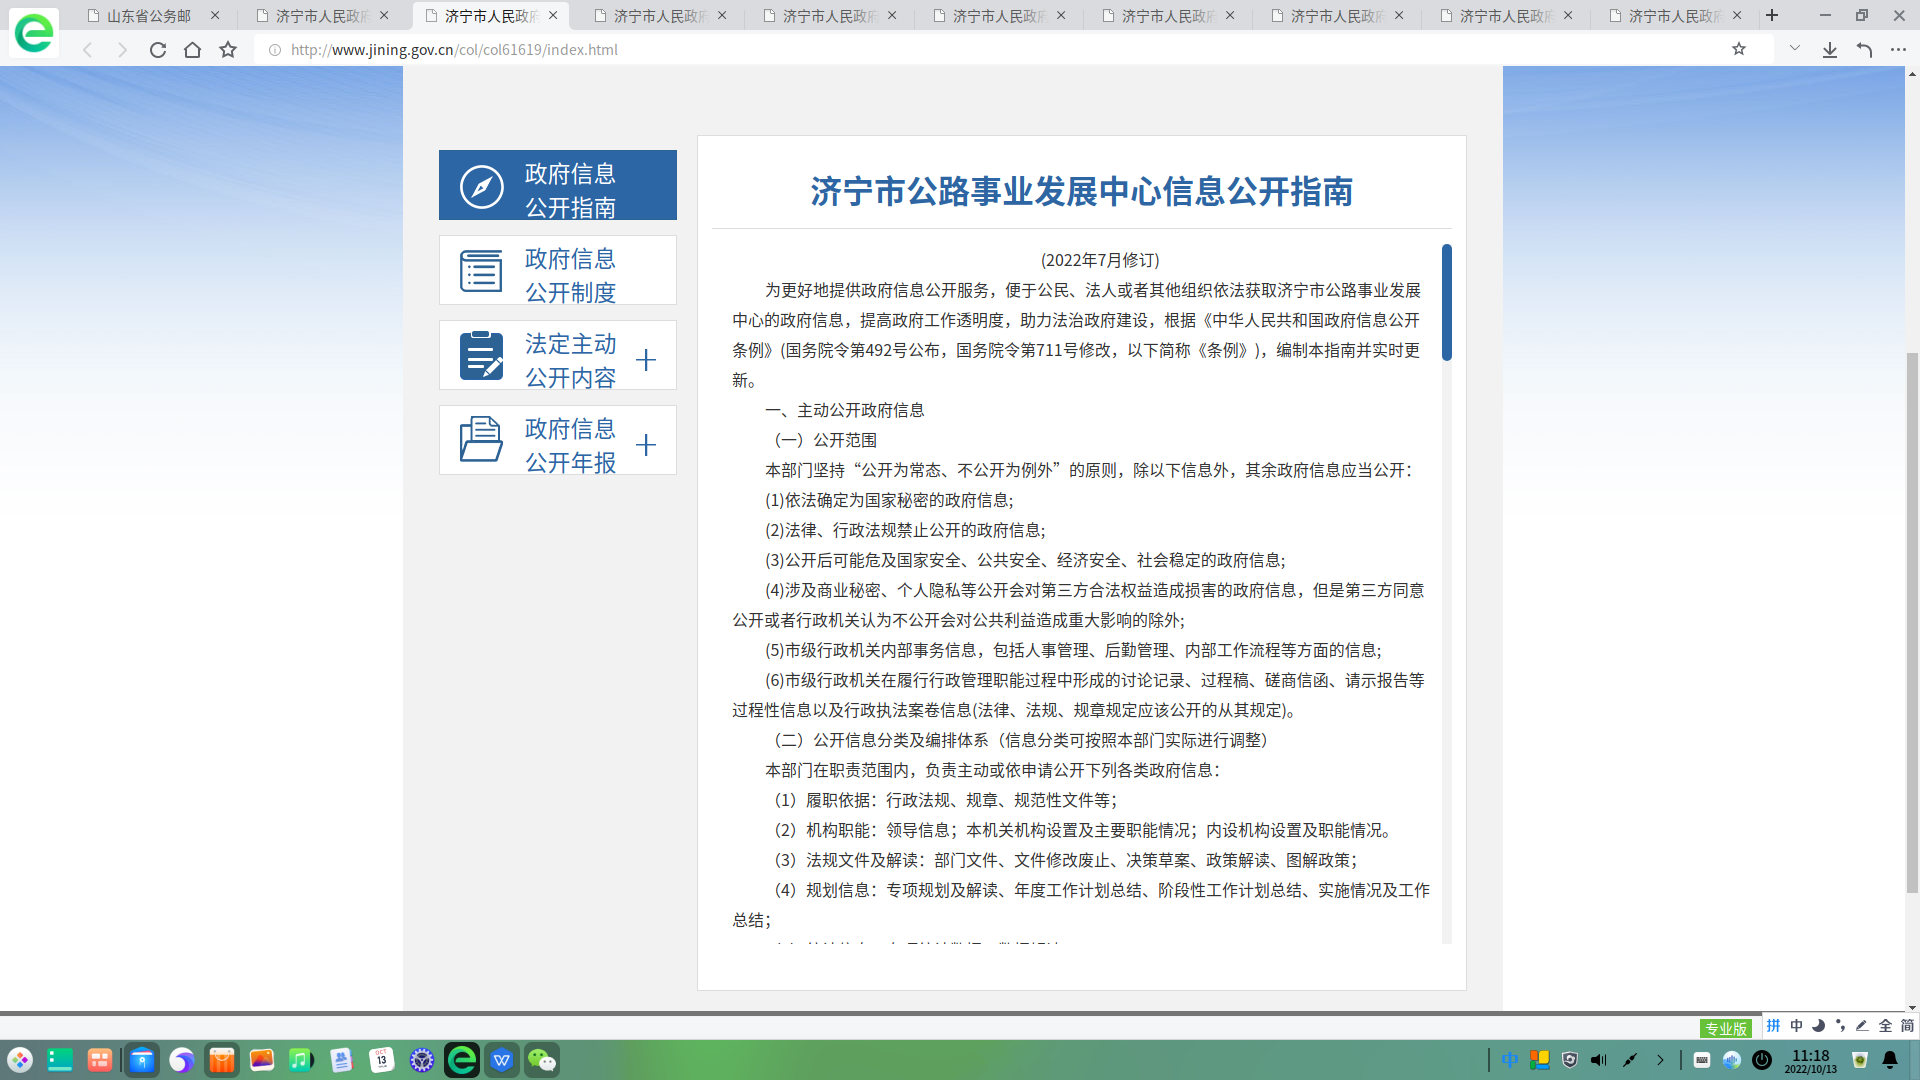 山东省公务邮
济宁市人民政府
济宁市人民政府
济宁市人民政府
济宁市人民政府
济宁市人民政府
济宁市人民政府
济宁市人民政府
济宁市人民政府
济宁市人民政府
http://www.jining.gov.cn/col/col61619/index.html
政府信息
公开指南
政府信息
公开制度
法定主动
公开内容
政府信息
公开年报
济宁市公路事业发展中心信息公开指南
(2022年7月修订)
为更好地提供政府信息公开服务，便于公民、法人或者其他组织依法获取济宁市公路事业发展
中心的政府信息，提高政府工作透明度，助力法治政府建设，根据《中华人民共和国政府信息公开
条例》(国务院令第492号公布，国务院令第711号修改，以下简称《条例》)，编制本指南并实时更
新。
一、主动公开政府信息
（一）公开范围
本部门坚持“公开为常态、不公开为例外”的原则，除以下信息外，其余政府信息应当公开：
(1)依法确定为国家秘密的政府信息;
(2)法律、行政法规禁止公开的政府信息;
(3)公开后可能危及国家安全、公共安全、经济安全、社会稳定的政府信息;
(4)涉及商业秘密、个人隐私等公开会对第三方合法权益造成损害的政府信息，但是第三方同意
公开或者行政机关认为不公开会对公共利益造成重大影响的除外;
(5)市级行政机关内部事务信息，包括人事管理、后勤管理、内部工作流程等方面的信息;
(6)市级行政机关在履行行政管理职能过程中形成的讨论记录、过程稿、磋商信函、请示报告等
过程性信息以及行政执法案卷信息(法律、法规、规章规定应该公开的从其规定)。
（二）公开信息分类及编排体系（信息分类可按照本部门实际进行调整）
本部门在职责范围内，负责主动或依申请公开下列各类政府信息：
（1）履职依据：行政法规、规章、规范性文件等；
（2）机构职能：领导信息；本机关机构设置及主要职能情况；内设机构设置及职能情况。
（3）法规文件及解读：部门文件、文件修改废止、决策草案、政策解读、图解政策；
（4）规划信息：专项规划及解读、年度工作计划总结、阶段性工作计划总结、实施情况及工作
总结；
专业版
拼 中 全 简
中
11:18
2022/10/13